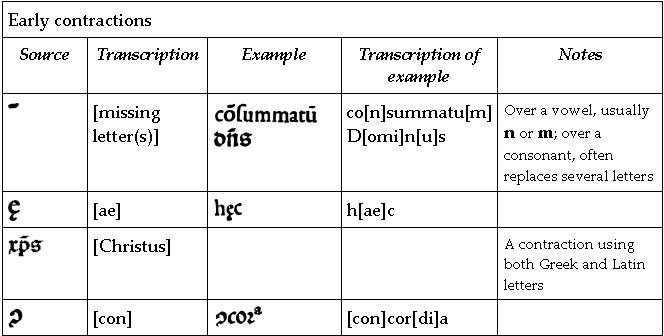 Early contractions
Source Transcription Example Transcription of example Notes
- [missing letter(s)] cōſummatū dn̄s co[n]summatu[m] D[omi]n[u]s Over a vowel, usually n or m; over a consonant, often replaces several letters
ę [ae] hęc h[ae]c
xp̄s [Christus] A contraction using both Greek and Latin letters
ɔ [con] ɔcoꝛᵃ [con]cor[di]a